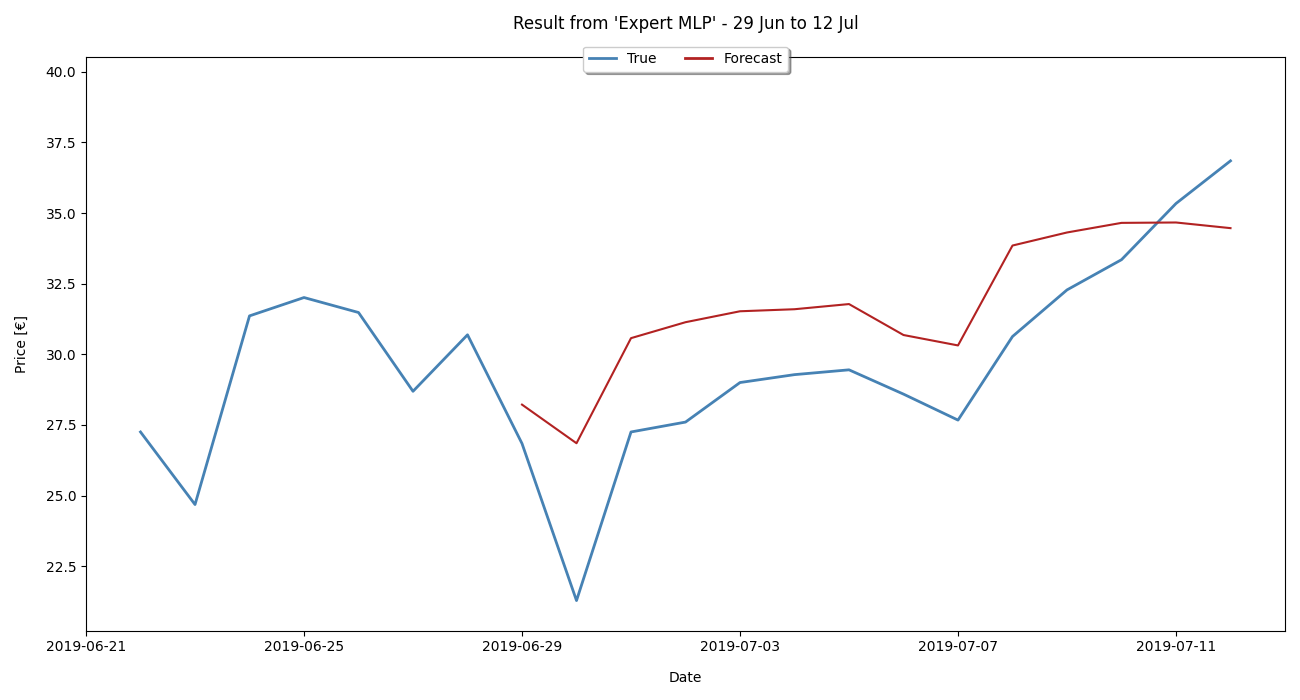 Result from 'Expert MLP' - 29 Jun to 12 Jul
True Forecast
40.0
37.5
35.0
32.5
30.0
27.5
25.0
22.5
Price [€]
2019-06-21 2019-06-25 2019-06-29 2019-07-03 2019-07-07 2019-07-11
Date